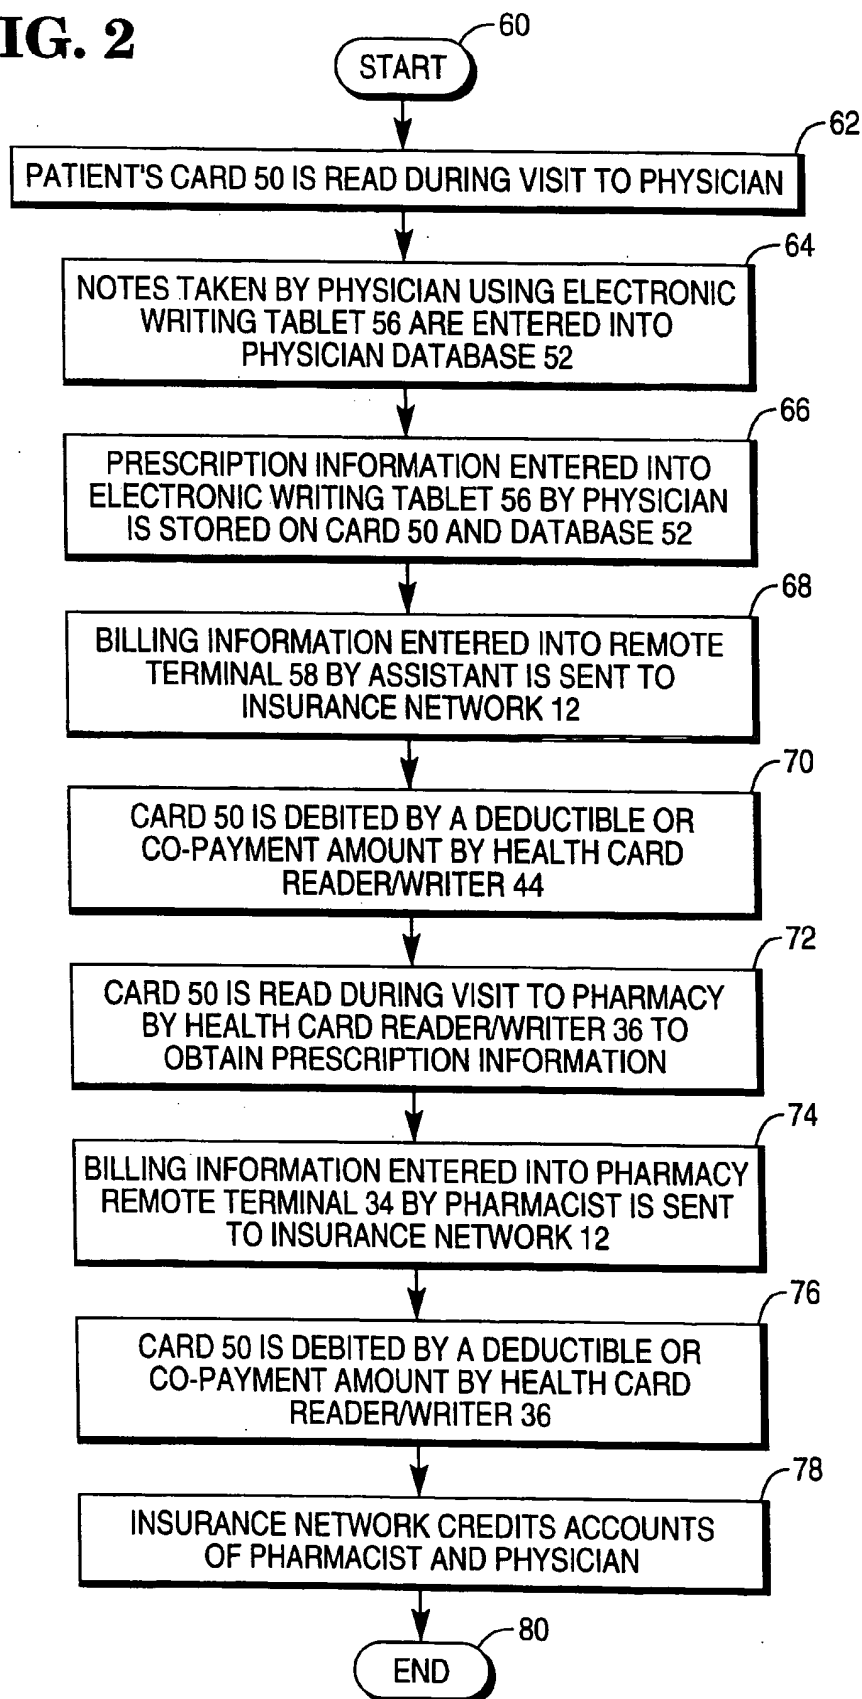 IG. 2
60
START
62
PATIENT'S CARD 50 IS READ DURING VISIT TO PHYSICIAN
64
NOTES TAKEN BY PHYSICIAN USING ELECTRONIC
WRITING TABLET 56 ARE ENTERED INTO
PHYSICIAN DATABASE 52
66
PRESCRIPTION INFORMATION ENTERED INTO
ELECTRONIC WRITING TABLET 56 BY PHYSICIAN
IS STORED ON CARD 50 AND DATABASE 52
68
BILLING INFORMATION ENTERED INTO REMOTE
TERMINAL 58 BY ASSISTANT IS SENT TO
INSURANCE NETWORK 12
70
CARD 50 IS DEBITED BY A DEDUCTIBLE OR
CO-PAYMENT AMOUNT BY HEALTH CARD
READER/WRITER 44
72
CARD 50 IS READ DURING VISIT TO PHARMACY
BY HEALTH CARD READER/WRITER 36 TO
OBTAIN PRESCRIPTION INFORMATION
74
BILLING INFORMATION ENTERED INTO PHARMACY
REMOTE TERMINAL 34 BY PHARMACIST IS SENT
TO INSURANCE NETWORK 12
76
CARD 50 IS DEBITED BY A DEDUCTIBLE OR
CO-PAYMENT AMOUNT BY HEALTH CARD
READER/WRITER 36
78
INSURANCE NETWORK CREDITS ACCOUNTS
OF PHARMACIST AND PHYSICIAN
80
END